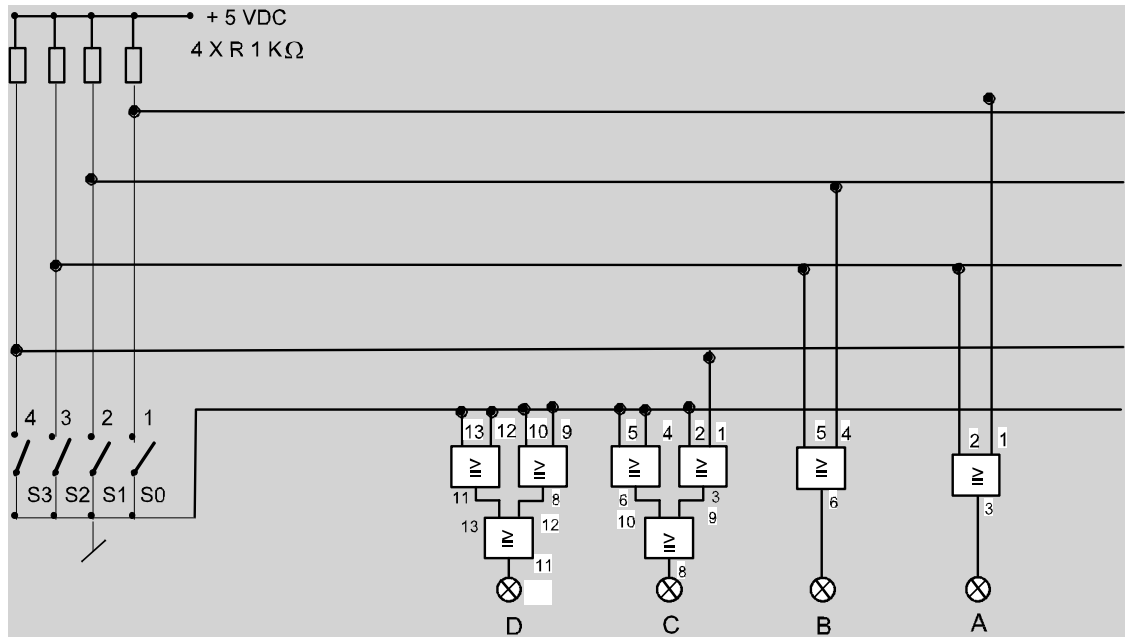 + 5 VDC
4 X R 1 KΩ
4 3 2 1
S3 S2 S1 S0
13 12 10 9 5 4 2 1 5 4 2 1
≥ ≥ ≥ ≥ ≥ ≥
11 8 6 3 6 3
13 12 10 9
≥ ≥
11 8
D C B A